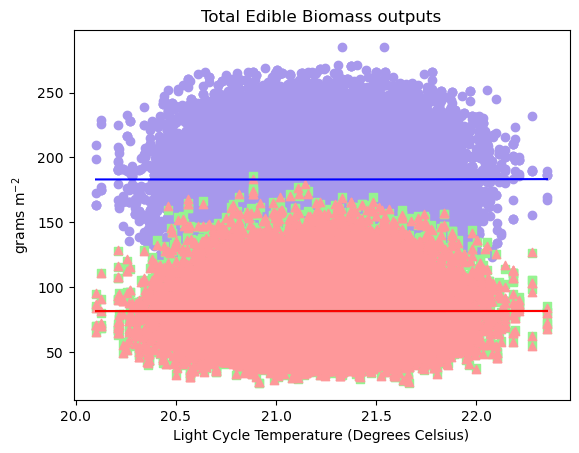 Total Edible Biomass outputs
grams m⁻²
250
200
150
100
50
20.0 20.5 21.0 21.5 22.0
Light Cycle Temperature (Degrees Celsius)